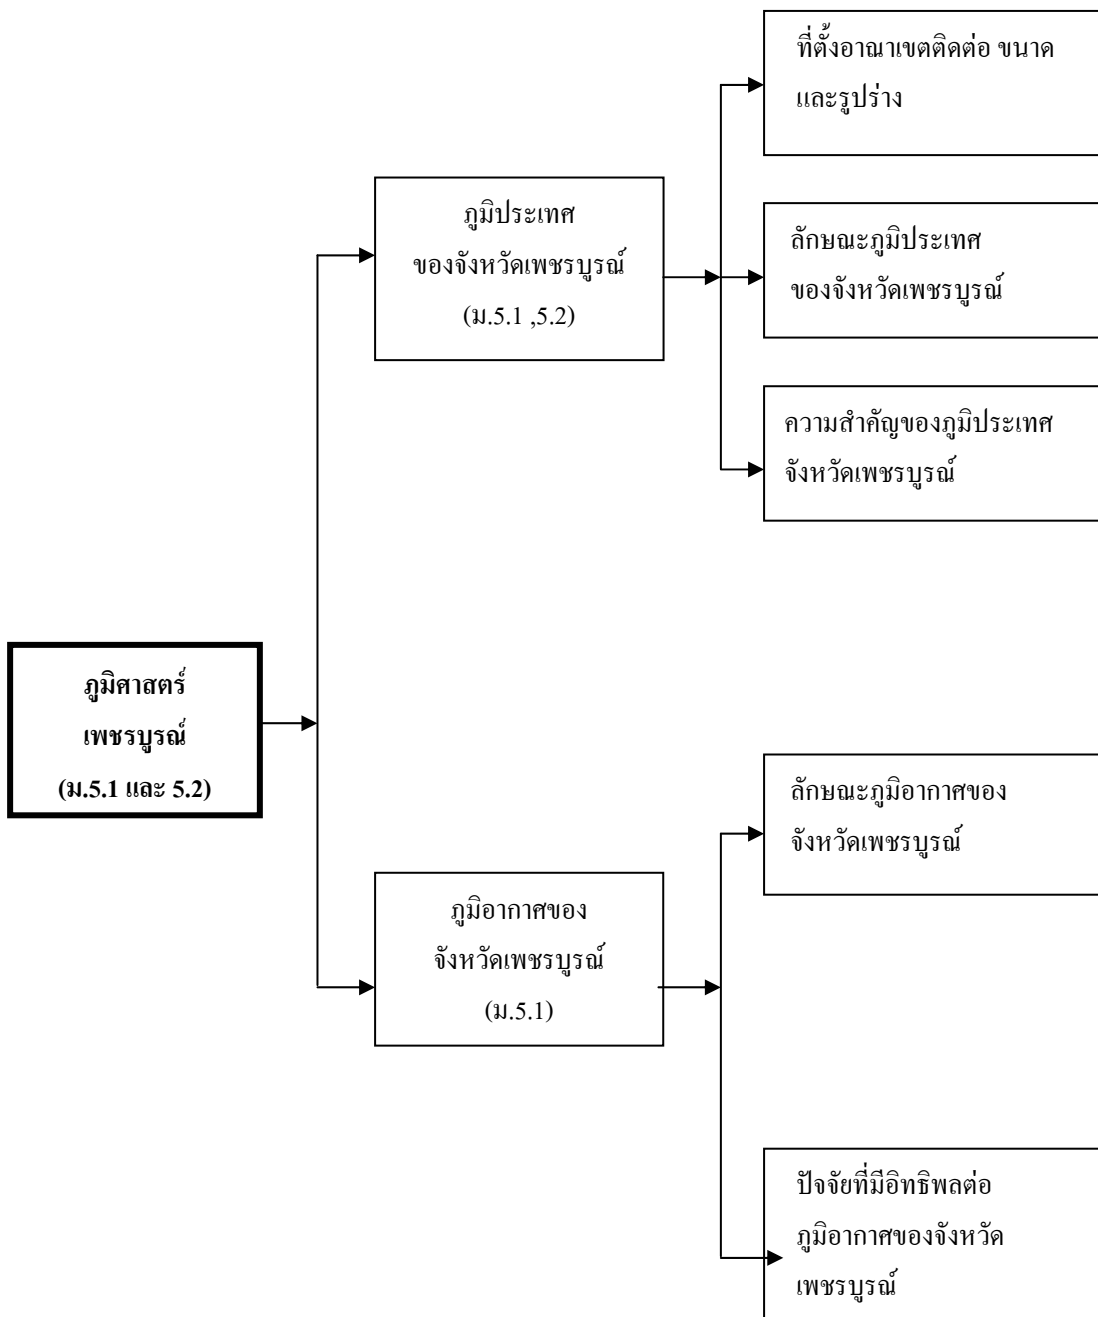 ที่ตั้งอาณาเขตติดต่อ ขนาด
และรูปร่าง
ภูมิประเทศ
ของจังหวัดเพชรบูรณ์
(ม.5.1 ,5.2)
ลักษณะภูมิประเทศ
ของจังหวัดเพชรบูรณ์
ความสำคัญของภูมิประเทศ
จังหวัดเพชรบูรณ์
ภูมิศาสตร์
เพชรบูรณ์
(ม.5.1 และ 5.2)
ลักษณะภูมิอากาศของ
จังหวัดเพชรบูรณ์
ภูมิอากาศของ
จังหวัดเพชรบูรณ์
(ม.5.1)
ปัจจัยที่มีอิทธิพลต่อ
ภูมิอากาศของจังหวัด
เพชรบูรณ์